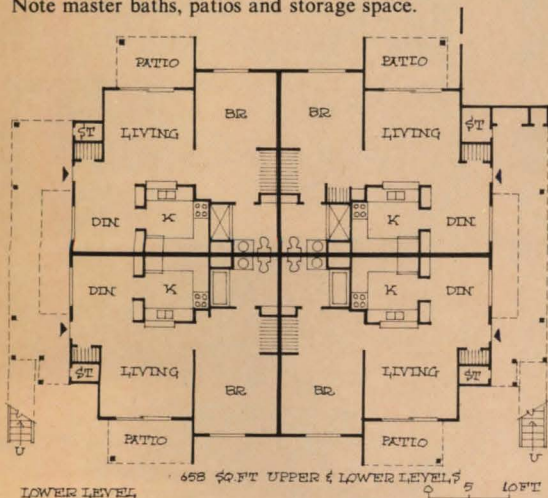 Note master baths, patios and storage space.
PATIO PATIO
BR BR
ST LIVING LIVING ST
DIN K K DIN
DIN K K DIN
LIVING LIVING
ST BR BR ST
PATIO PATIO
U U
658 SQ.FT UPPER & LOWER LEVELS
LOWER LEVEL 0 5 10FT